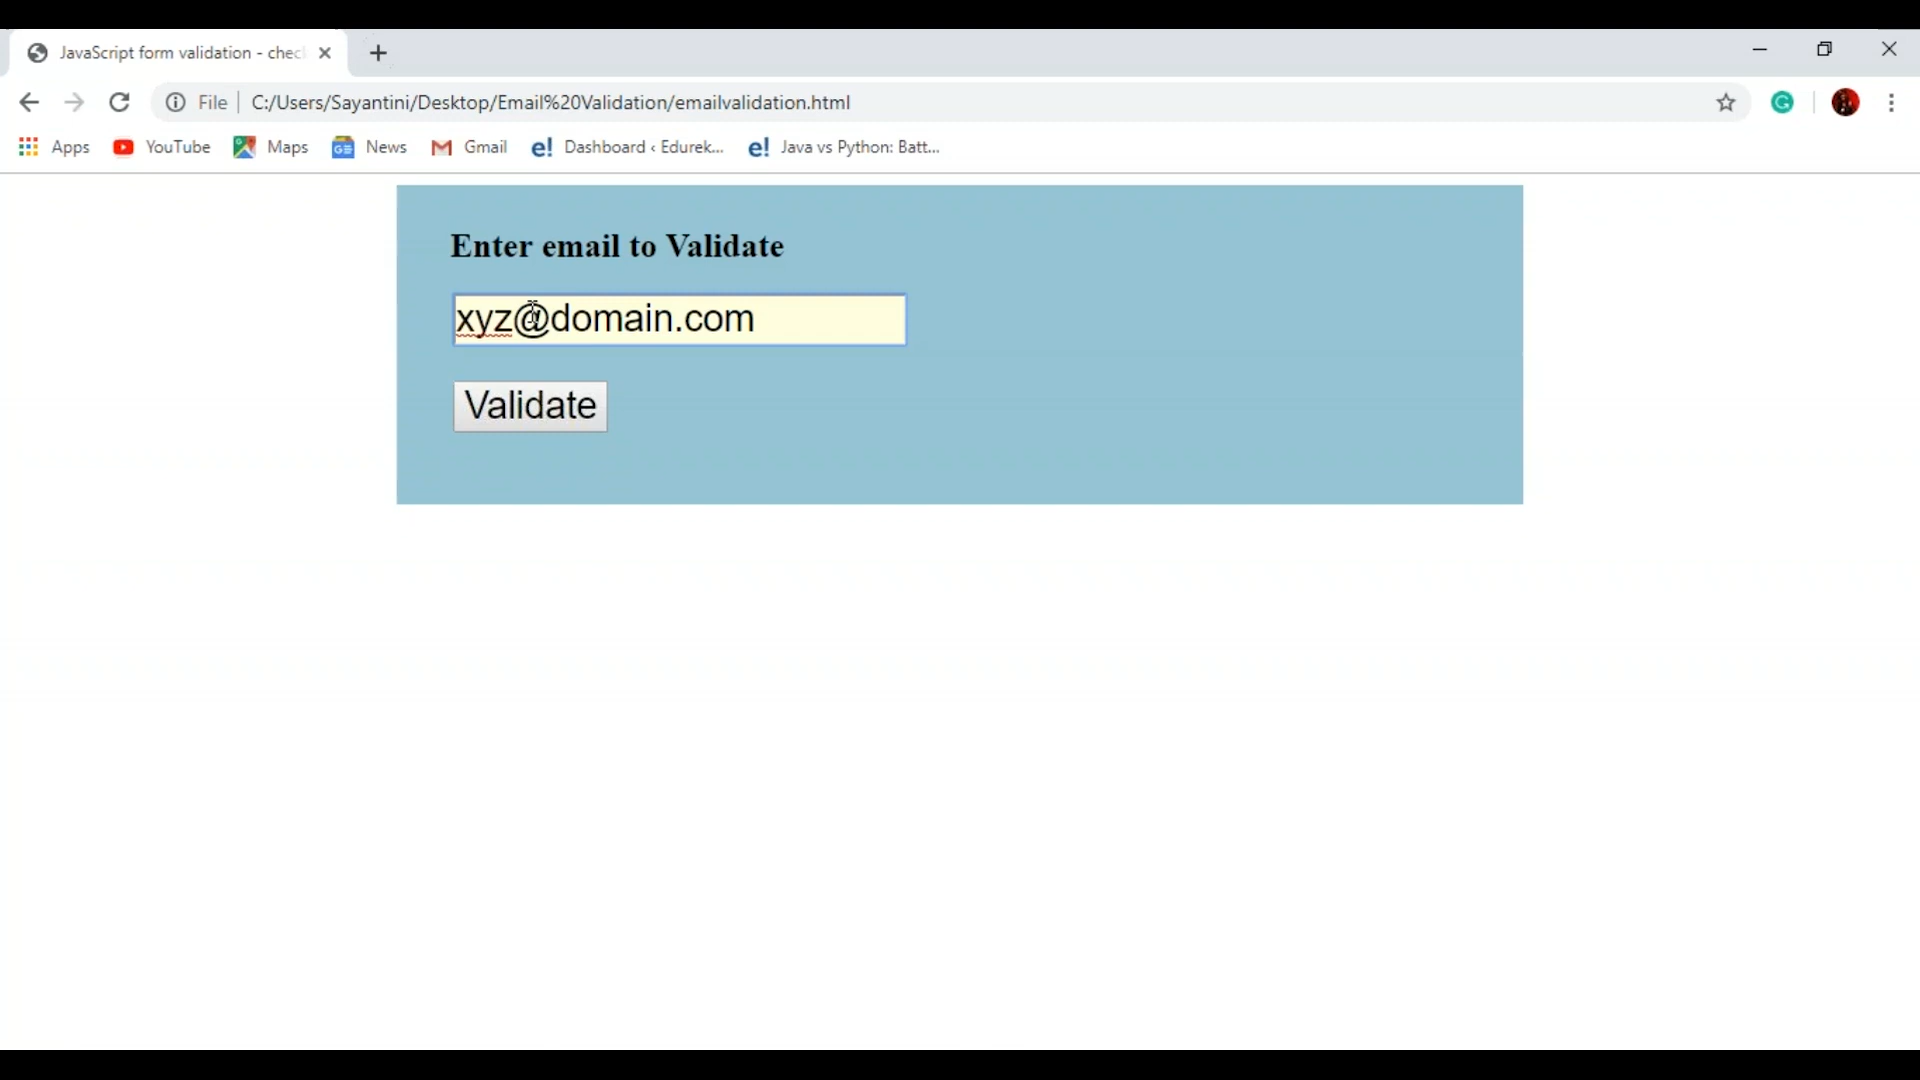 JavaScript form validation - chec
File C:/Users/Sayantini/Desktop/Email%20Validation/emailvalidation.html
Apps YouTube Maps News Gmail Dashboard ‹ Edurek... Java vs Python: Batt...
Enter email to Validate
xyz@domain.com
Validate